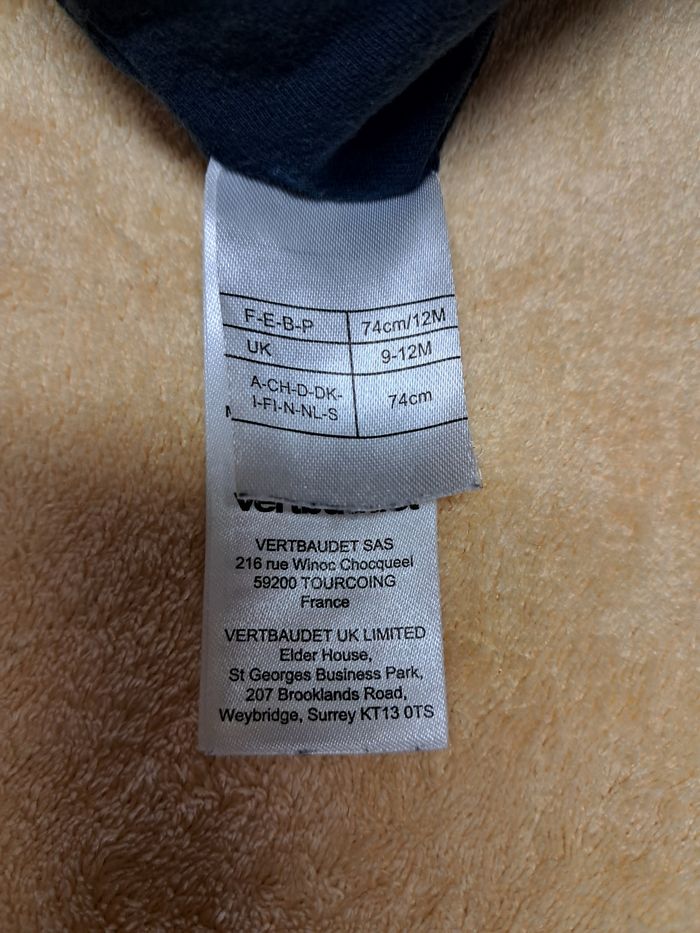 F-E-B-P 74cm/12M
UK 9-12M
A-CH-D-DK- 74cm
I-FI-N-NL-S
VERTBAUDET SAS
216 rue Winoc Chocqueel
59200 TOURCOING
France
VERTBAUDET UK LIMITED
Elder House,
St Georges Business Park,
207 Brooklands Road,
Weybridge, Surrey KT13 0TS